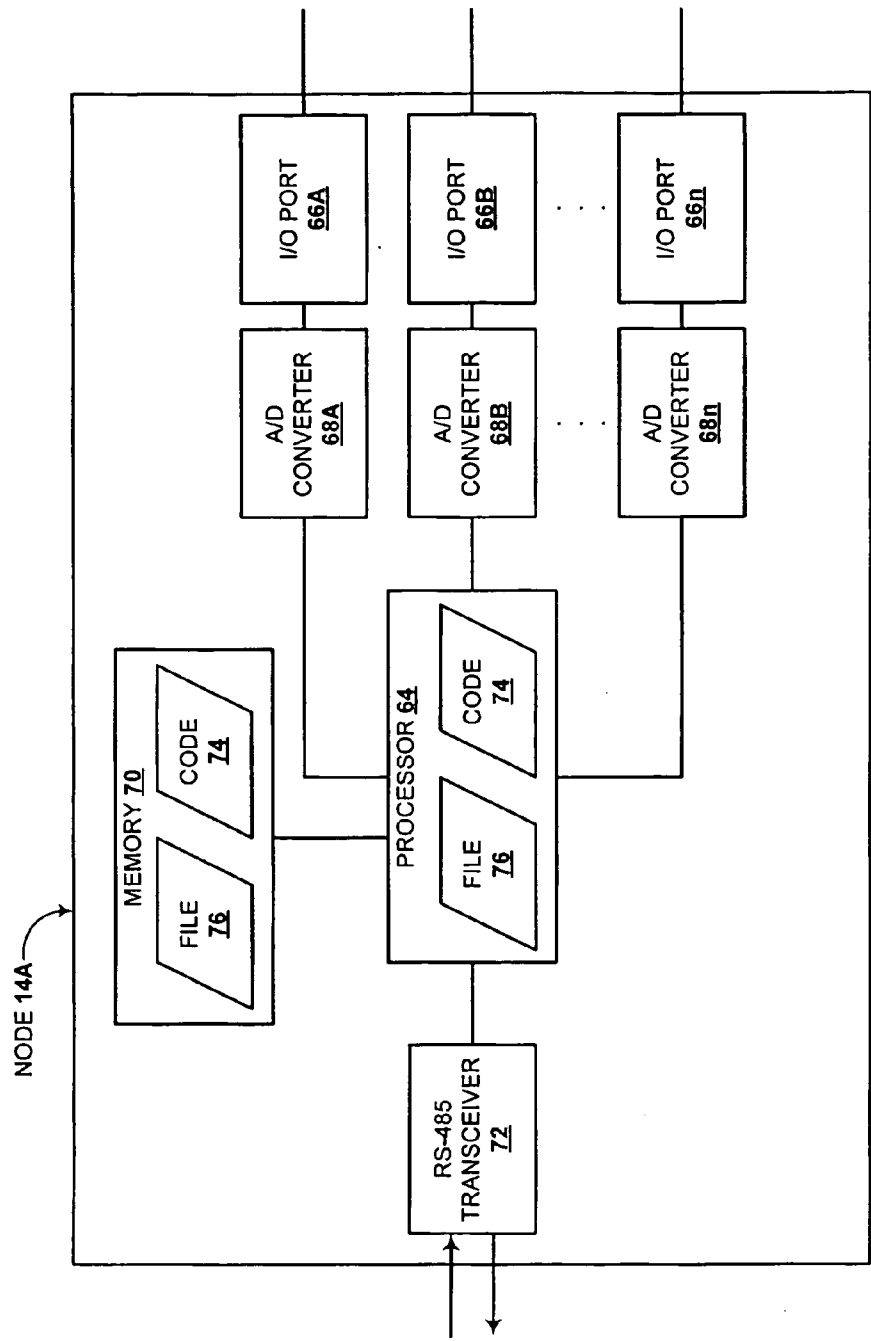 NODE 14A
MEMORY 70
FILE
76
CODE
74
PROCESSOR 64
FILE
76
CODE
74
RS-485
TRANSCEIVER
72
A/D
CONVERTER
68A
I/O PORT
66A
A/D
CONVERTER
68B
I/O PORT
66B
. . .
. . .
A/D
CONVERTER
68n
I/O PORT
66n